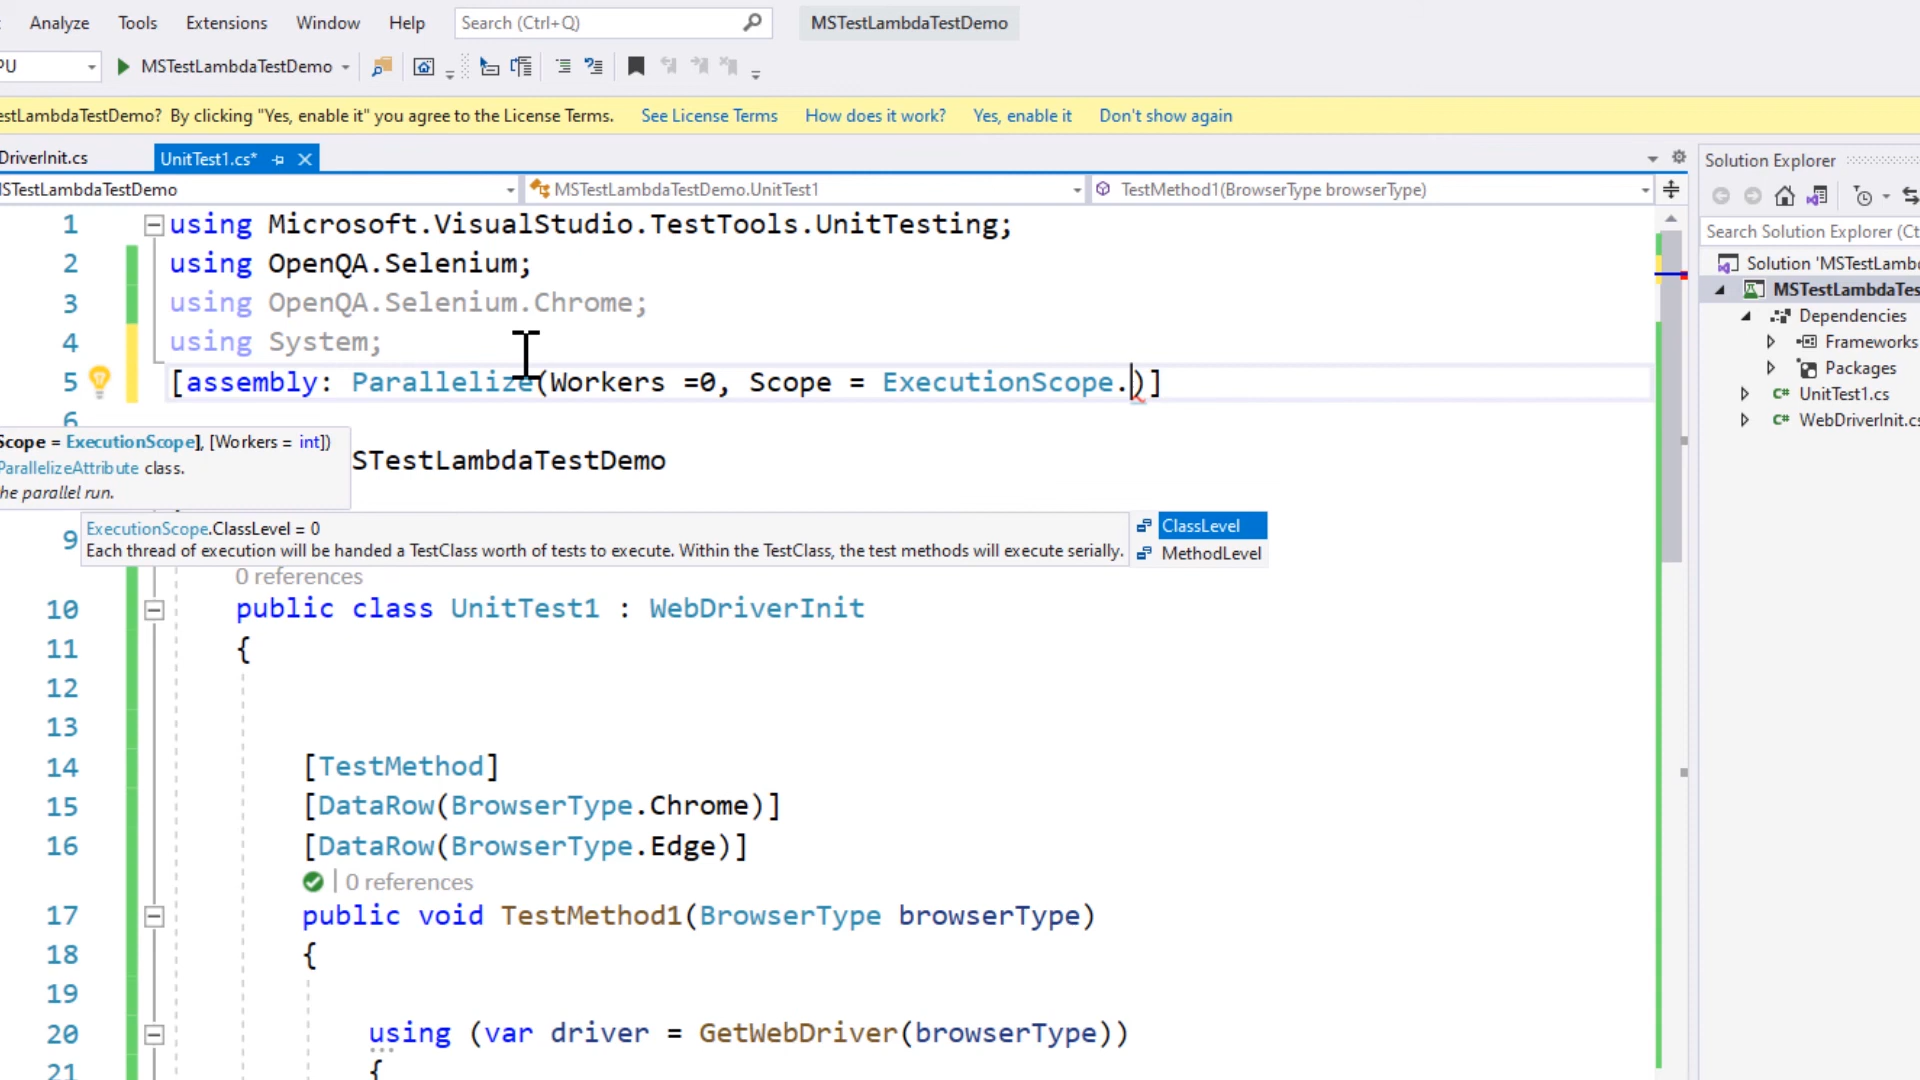 Analyze Tools Extensions Window Help Search (Ctrl+Q) MSTestLambdaTestDemo
PU MSTestLambdaTestDemo
estLambdaTestDemo? By clicking "Yes, enable it" you agree to the License Terms. See License Terms How does it work? Yes, enable it Don't show again
DriverInit.cs UnitTest1.cs*
MSTestLambdaTestDemo MSTestLambdaTestDemo.UnitTest1 TestMethod1(BrowserType browserType)
1 using Microsoft.VisualStudio.TestTools.UnitTesting;
2 using OpenQA.Selenium;
3 using OpenQA.Selenium.Chrome;
4 using System;
5 [assembly: Parallelize(Workers =0, Scope = ExecutionScope.)]
6
Scope = ExecutionScope], [Workers = int])
ParallelizeAttribute class.
he parallel run.
STestLambdaTestDemo
9
ExecutionScope.ClassLevel = 0
Each thread of execution will be handed a TestClass worth of tests to execute. Within the TestClass, the test methods will execute serially.
ClassLevel
MethodLevel
0 references
10 public class UnitTest1 : WebDriverInit
11 {
12
13
14 [TestMethod]
15 [DataRow(BrowserType.Chrome)]
16 [DataRow(BrowserType.Edge)]
| 0 references
17 public void TestMethod1(BrowserType browserType)
18 {
19
20 using (var driver = GetWebDriver(browserType))
21 {
Solution Explorer
Search Solution Explorer (Ct
Solution 'MSTestLambd
MSTestLambdaTes
Dependencies
Frameworks
Packages
C# UnitTest1.cs
C# WebDriverInit.cs